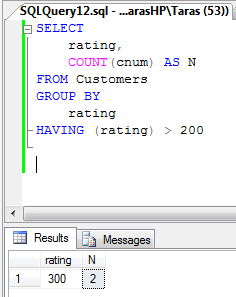 SQLQuery12.sql - ...arasHP\Taras (53))
SELECT
rating,
COUNT(cnum) AS N
FROM Customers
GROUP BY
rating
HAVING (rating) > 200
Results Messages
rating N
1 300 2